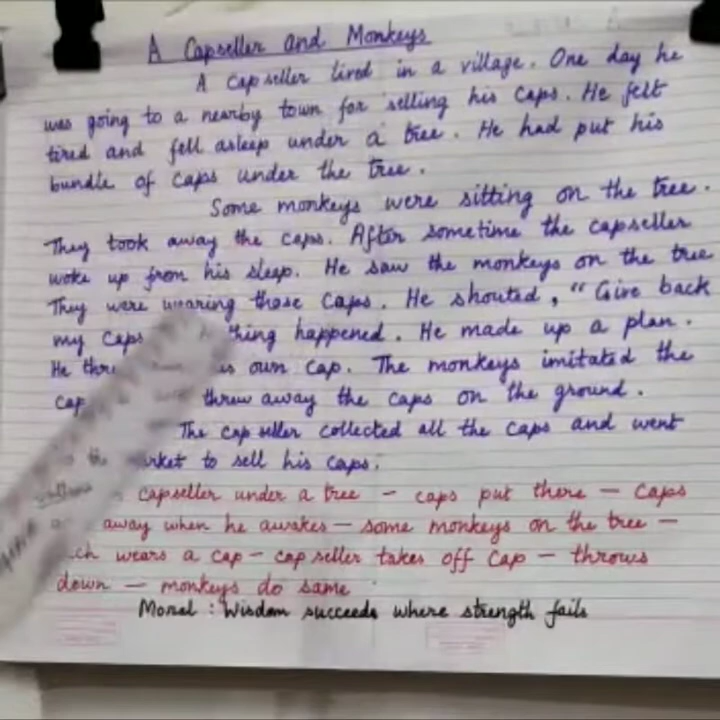 A Capseller and Monkeys
A Capseller lived in a village. One day he
was going to a nearby town for selling his Caps. He felt
tired and fell asleep under a tree. He had put his
bundle of Caps under the tree.
Some monkeys were sitting on the tree.
They took away the caps. After sometime the capseller
woke up from his sleep. He saw the monkeys on the tree
They were wearing those Caps. He shouted, "Give back
my Caps happened. He made up a plan.
He own cap. The monkeys imitated the
threw away the caps on the ground.
The capseller collected all the caps and went
to sell his caps.
capseller under a tree - caps put there - Caps
away when he awakes - some monkeys on the tree -
wears a cap - capseller takes off Cap - throws
down - monkeys do same
Moral : Wisdom succeeds where strength fails